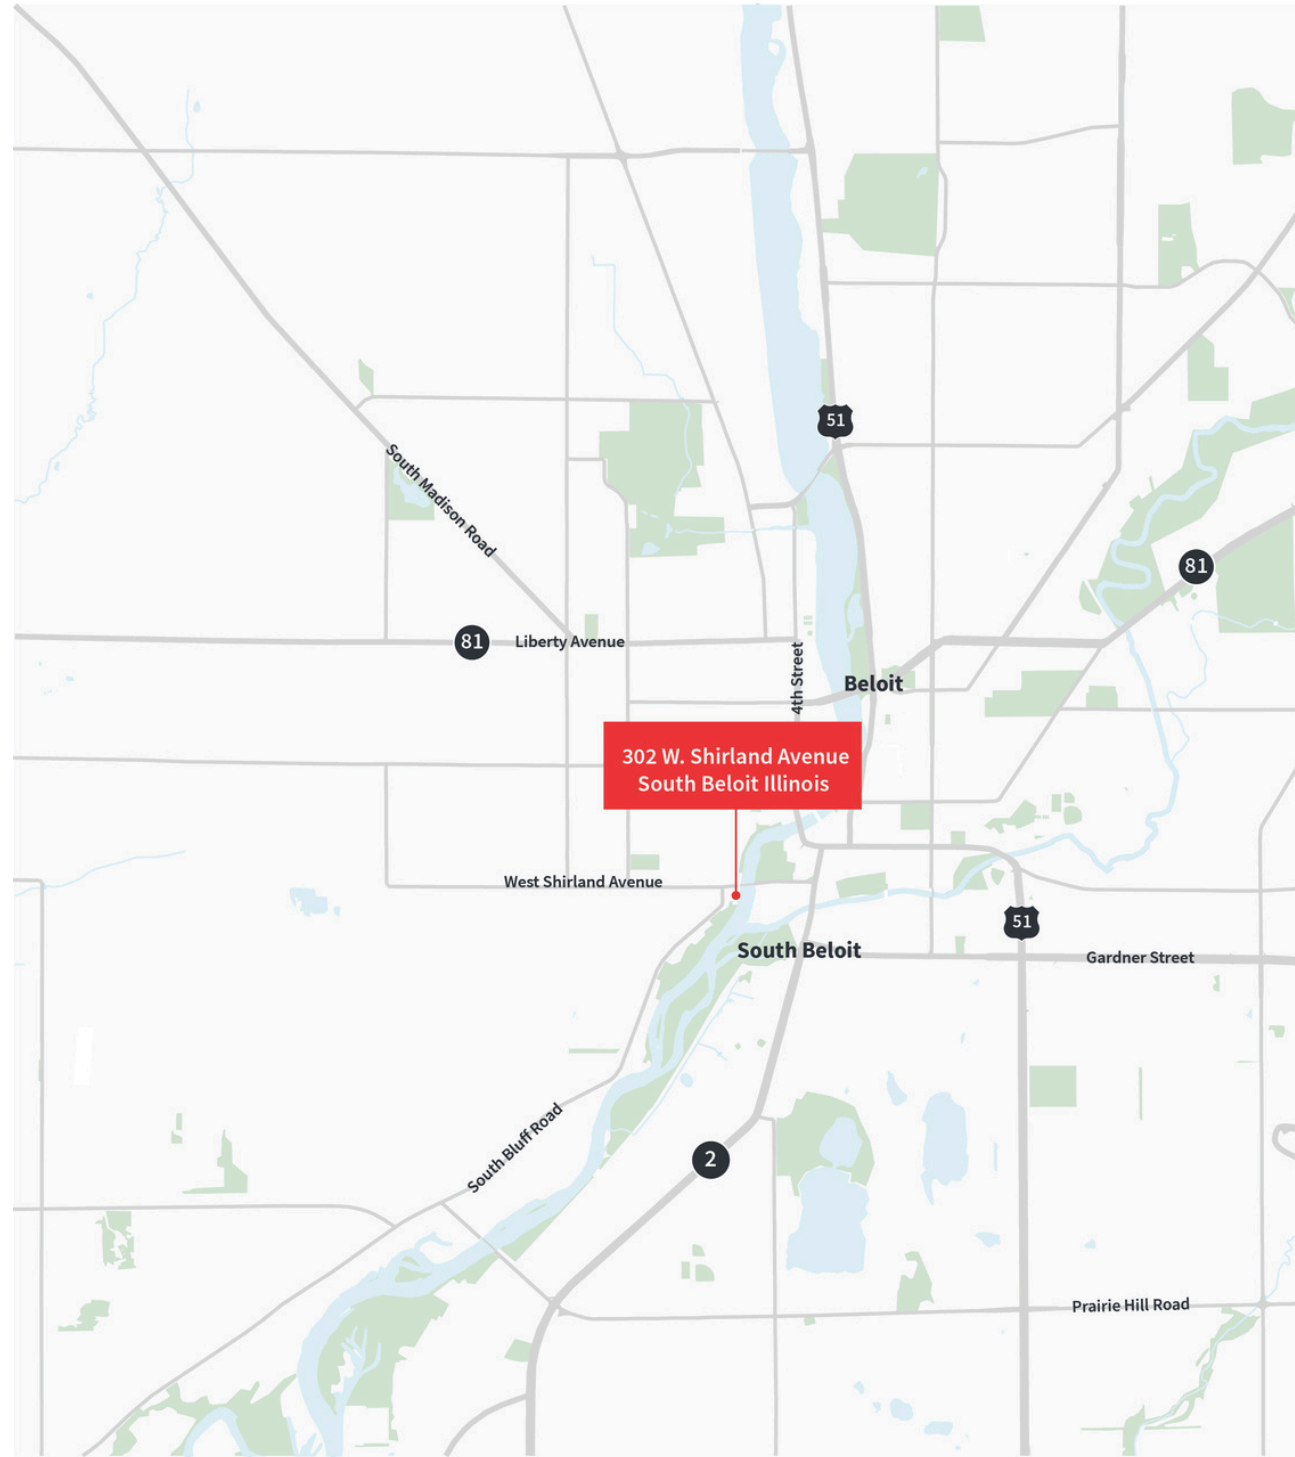 51
South Madison Road
81
81
Liberty Avenue
4th Street
Beloit
302 W. Shirland Avenue
South Beloit Illinois
West Shirland Avenue
51
South Beloit
Gardner Street
South Bluff Road
2
Prairie Hill Road